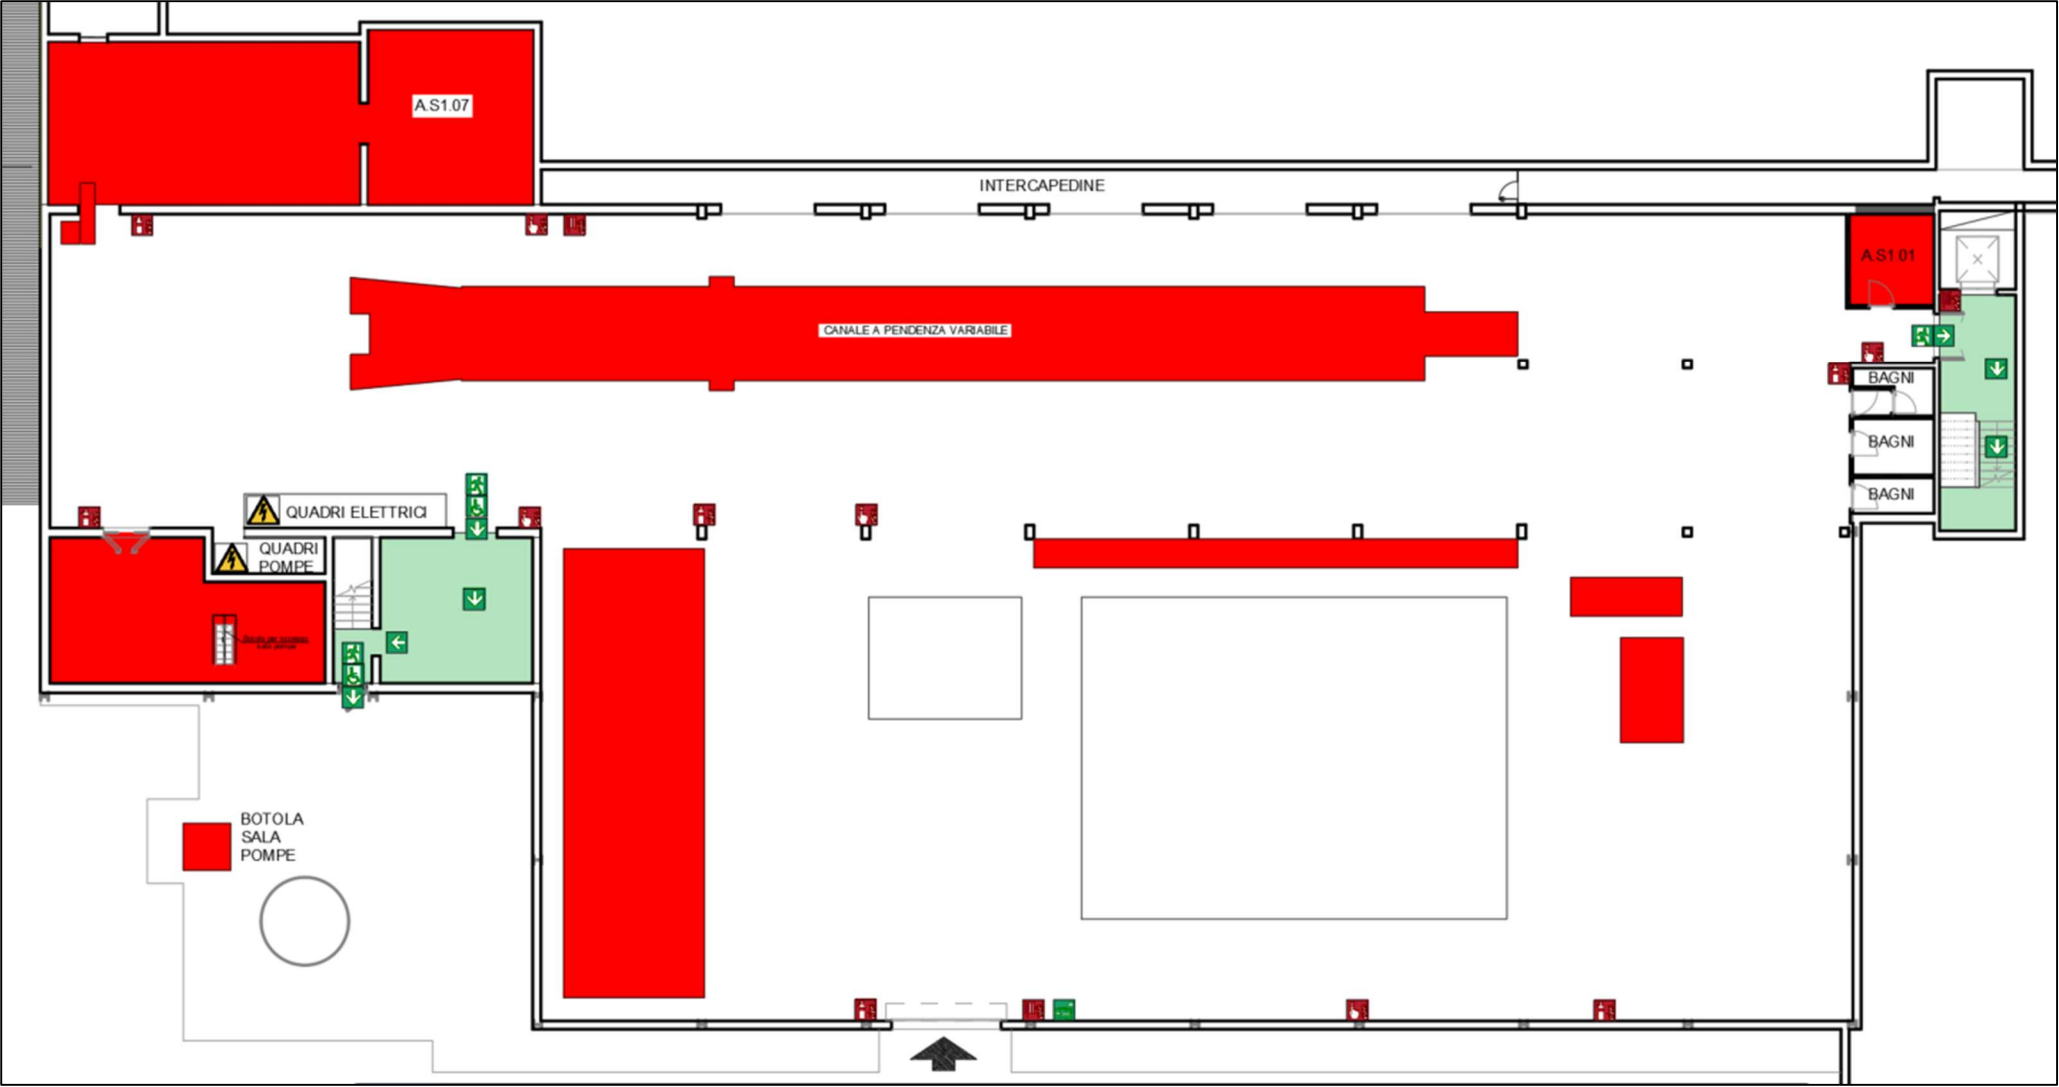 A.S1.07
INTERCAPEDINE
A.S1 01
CANALE A PENDENZA VARIABILE
BAGNI
BAGNI
BAGNI
QUADRI ELETTRICI
QUADRI
POMPE
BOTOLA
SALA
POMPE